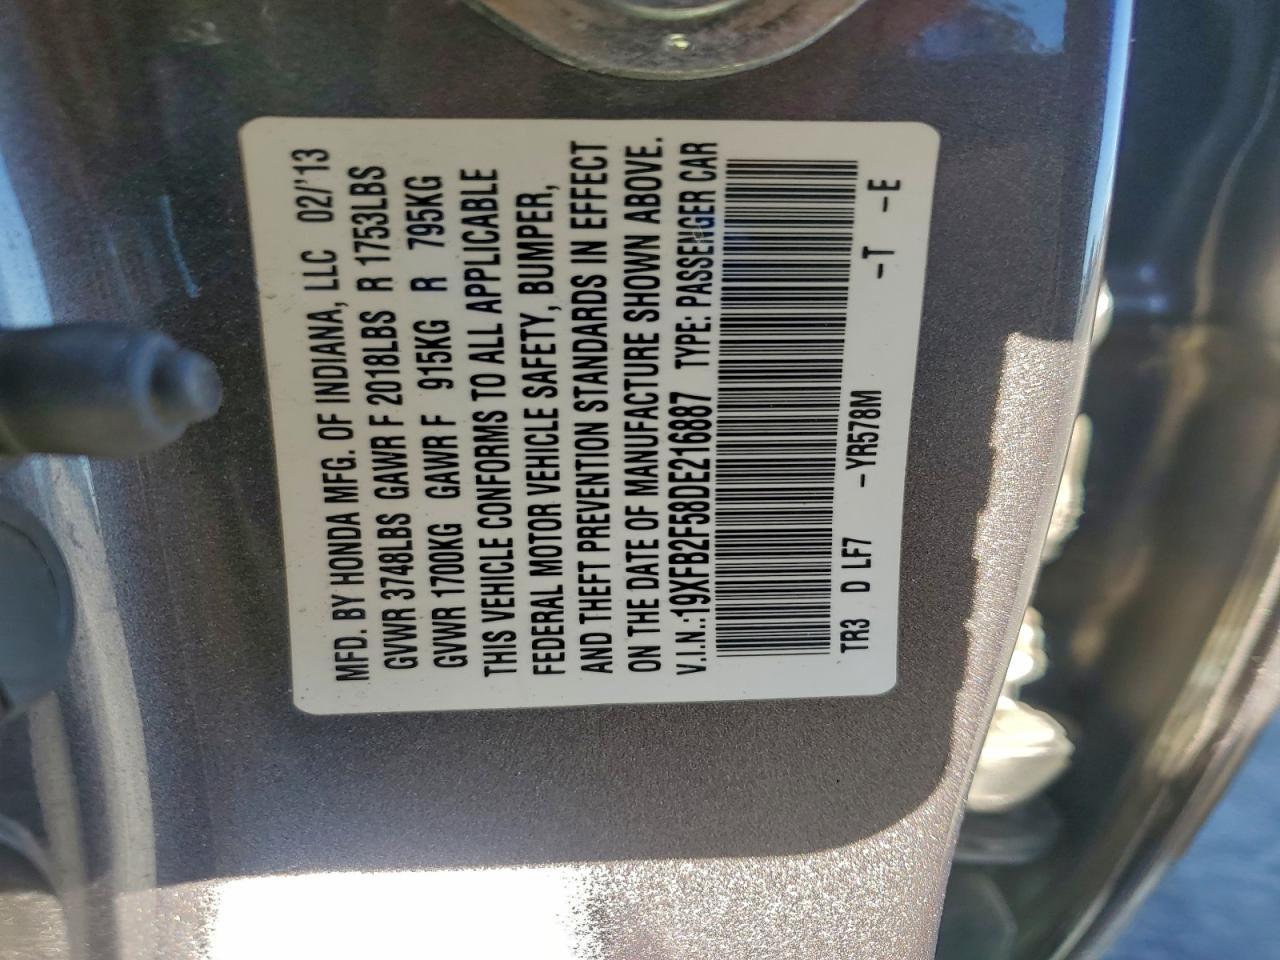 MFD. BY HONDA MFG. OF INDIANA, LLC 02/'13
GVWR 3748LBS GAWR F 2018LBS R 1753LBS
GVWR 1700KG GAWR F 915KG R 795KG
THIS VEHICLE CONFORMS TO ALL APPLICABLE
FEDERAL MOTOR VEHICLE SAFETY, BUMPER,
AND THEFT PREVENTION STANDARDS IN EFFECT
ON THE DATE OF MANUFACTURE SHOWN ABOVE.
V.I.N.:19XFB2F58DE216887 TYPE: PASSENGER CAR
TR3 D LF7 -YR578M -T -E